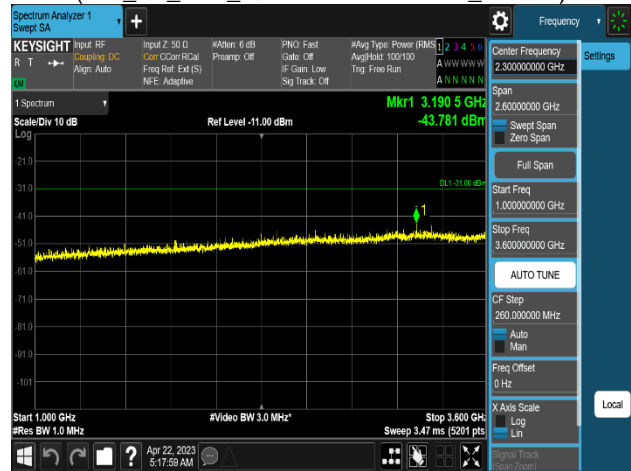 Spectrum Analyzer 1
Swept SA
Frequency
KEYSIGHT
R T
LW
Input: RF
Coupling: DC
Align: Auto
Input Z: 50 Ω
Corr CCorr RCal
Freq Ref: Ext (S)
NFE: Adaptive
#Atten: 6 dB
Preamp: Off
PNO: Fast
Gate: Off
IF Gain: Low
Sig Track: Off
#Avg Type: Power (RMS
Avg|Hold: 100/100
Trig: Free Run
1 2 3 4 5 6
A W W W W W
A N N N N N
1 Spectrum
Scale/Div 10 dB
Ref Level -11.00 dBm
Mkr1 3.190 5 GHz
-43.781 dBm
Log
-21.0
-31.0
DL1 -31.00 dBm
-41.0
1
-51.0
-61.0
-71.0
-81.0
-91.0
-101
Start 1.000 GHz
#Video BW 3.0 MHz*
Stop 3.600 GHz
#Res BW 1.0 MHz
Sweep 3.47 ms (5201 pts
Apr 22, 2023
5:17:59 AM
Center Frequency
2.300000000 GHz
Settings
Span
2.60000000 GHz
Swept Span
Zero Span
Full Span
Start Freq
1.000000000 GHz
Stop Freq
3.600000000 GHz
AUTO TUNE
CF Step
260.000000 MHz
Auto
Man
Freq Offset
0 Hz
X Axis Scale
Log
Lin
Local
Signal Track
(Span Zoom)